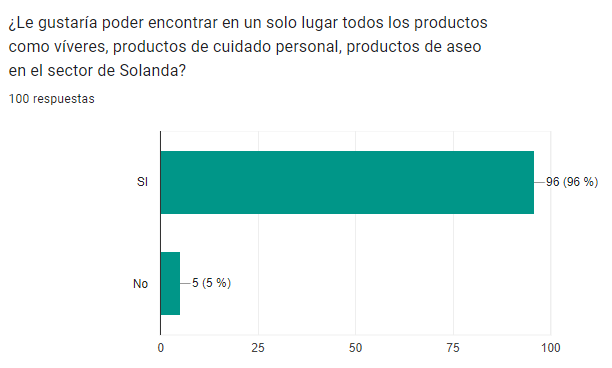 ¿Le gustaría poder encontrar en un solo lugar todos los productos
como víveres, productos de cuidado personal, productos de aseo
en el sector de Solanda?
100 respuestas
SI
96 (96 %)
No
5 (5 %)
0
25
50
75
100